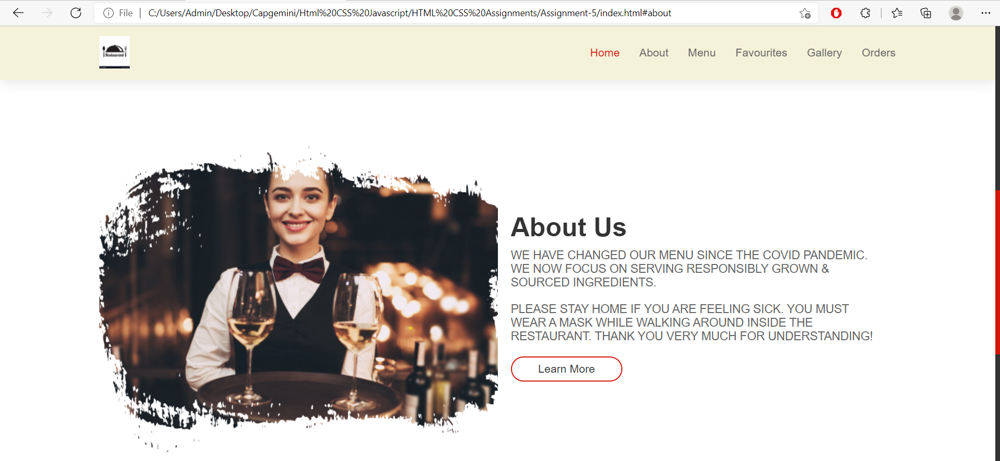 File
C:/Users/Admin/Desktop/Capgemini/Html%20CSS%20Javascript/HTML%20CSS%20Assignments/Assignment-5/index.html#about
Restaurant
Home About Menu Favourites Gallery Orders
About Us
WE HAVE CHANGED OUR MENU SINCE THE COVID PANDEMIC.
WE NOW FOCUS ON SERVING RESPONSIBLY GROWN &
SOURCED INGREDIENTS.
PLEASE STAY HOME IF YOU ARE FEELING SICK. YOU MUST
WEAR A MASK WHILE WALKING AROUND INSIDE THE
RESTAURANT. THANK YOU VERY MUCH FOR UNDERSTANDING!
Learn More